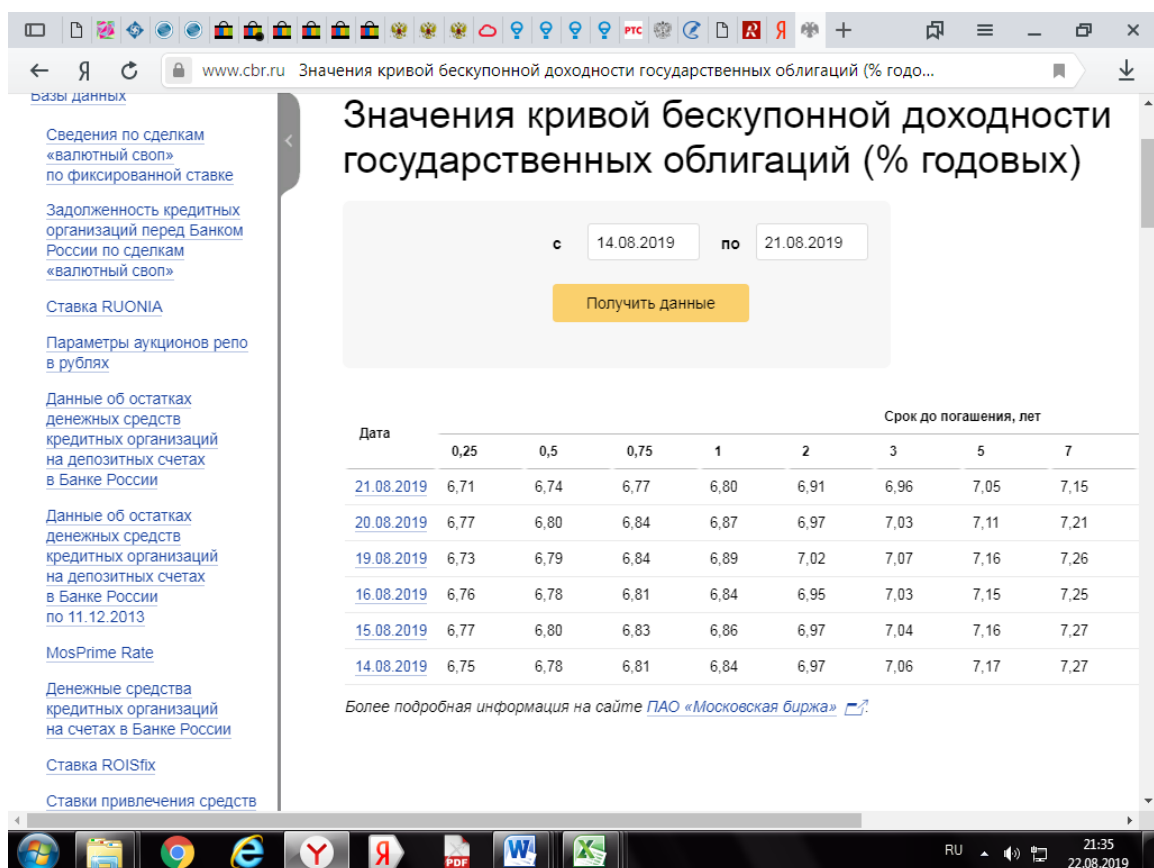 PTC
R
Я
Я
www.cbr.ru Значения кривой бескупонной доходности государственных облигаций (% годо...
Базы данных
Сведения по сделкам
«валютный своп»
по фиксированной ставке
Задолженность кредитных
организаций перед Банком
России по сделкам
«валютный своп»
Ставка RUONIA
Параметры аукционов репо
в рублях
Данные об остатках
денежных средств
кредитных организаций
на депозитных счетах
в Банке России
Данные об остатках
денежных средств
кредитных организаций
на депозитных счетах
в Банке России
по 11.12.2013
MosPrime Rate
Денежные средства
кредитных организаций
на счетах в Банке России
Ставка ROISfix
Ставки привлечения средств
Значения кривой бескупонной доходности
государственных облигаций (% годовых)
с 14.08.2019 по 21.08.2019
Получить данные
Срок до погашения, лет
Дата
0,25 0,5 0,75 1 2 3 5 7
21.08.2019 6,71 6,74 6,77 6,80 6,91 6,96 7,05 7,15
20.08.2019 6,77 6,80 6,84 6,87 6,97 7,03 7,11 7,21
19.08.2019 6,73 6,79 6,84 6,89 7,02 7,07 7,16 7,26
16.08.2019 6,76 6,78 6,81 6,84 6,95 7,03 7,15 7,25
15.08.2019 6,77 6,80 6,83 6,86 6,97 7,04 7,16 7,27
14.08.2019 6,75 6,78 6,81 6,84 6,97 7,06 7,17 7,27
Более подробная информация на сайте ПАО «Московская биржа».
Y
Я
PDF
W
X
RU
21:35
22.08.2019